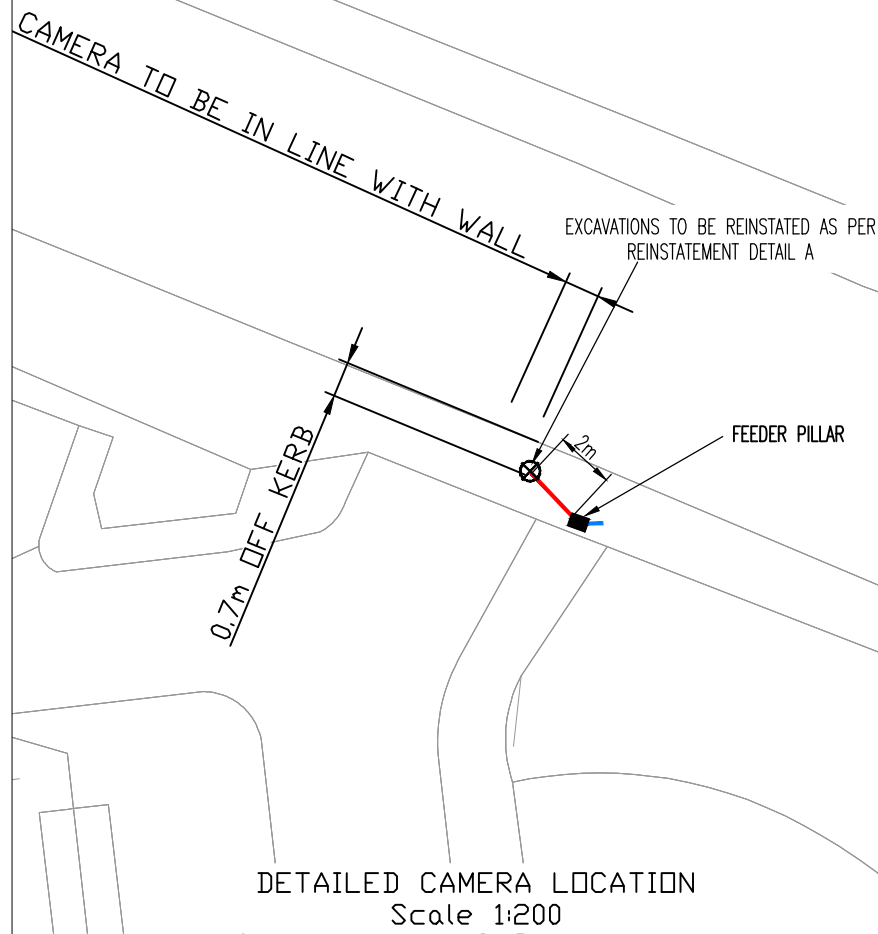 CAMERA TO BE IN LINE WITH WALL
EXCAVATIONS TO BE REINSTATED AS PER
REINSTATEMENT DETAIL A
2m
FEEDER PILLAR
0.7m OFF KERB
DETAILED CAMERA LOCATION
Scale 1:200